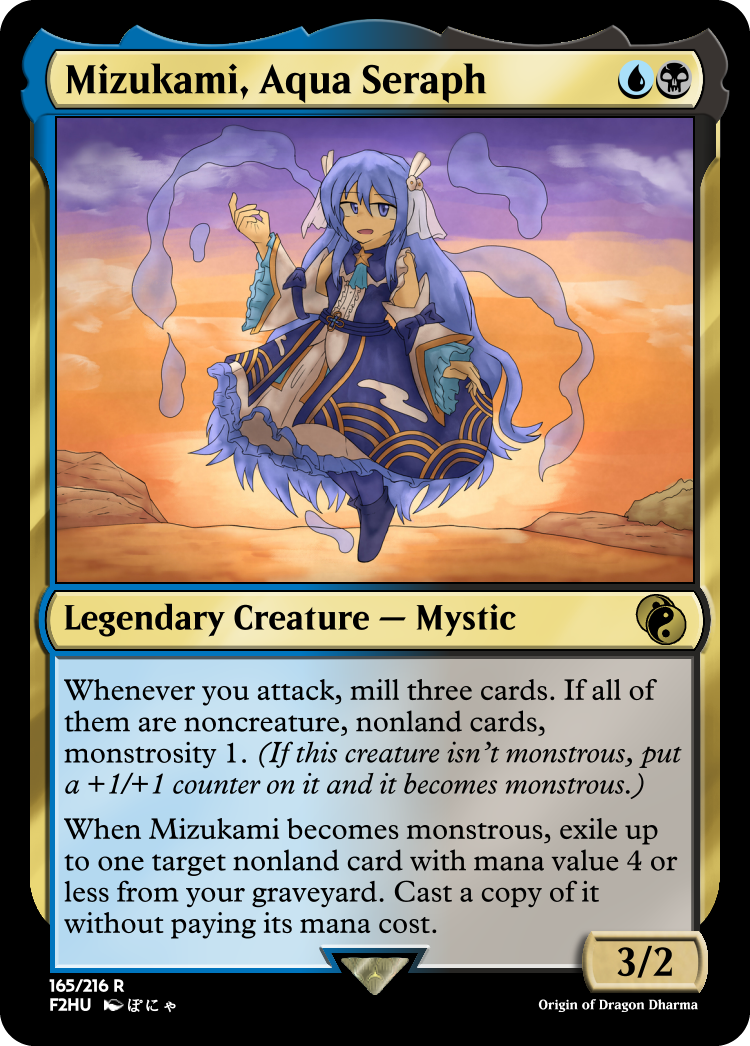 Mizukami, Aqua Seraph
Legendary Creature — Mystic
Whenever you attack, mill three cards. If all of
them are noncreature, nonland cards,
monstrosity 1. (If this creature isn't monstrous, put
a +1/+1 counter on it and it becomes monstrous.)
When Mizukami becomes monstrous, exile up
to one target nonland card with mana value 4 or
less from your graveyard. Cast a copy of it
without paying its mana cost.
3/2
165/216 R
F2HU ぽにゃ
Origin of Dragon Dharma